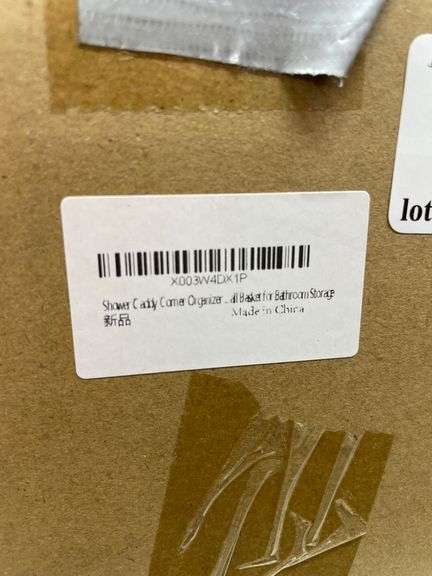 lot
X003W4DX1P
Shower Caddy Corner Organizer ...all Basket for Bathroom Storage
新品
Made in China